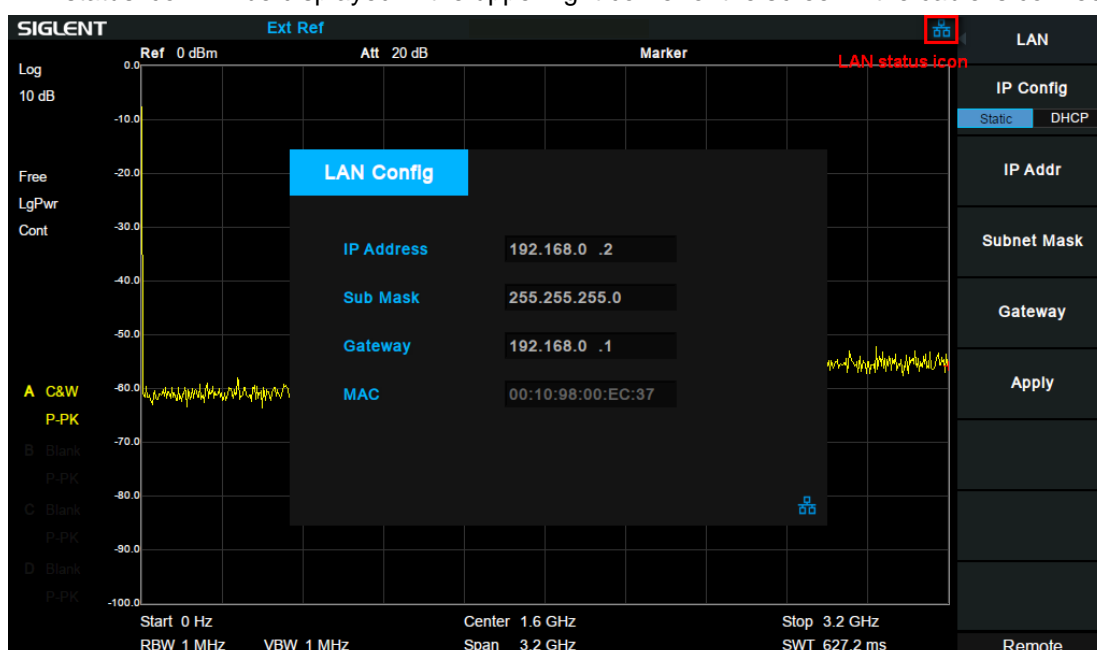 SIGLENT Ext Ref
LAN
Ref 0 dBm Att 20 dB Marker
LAN status icon
Log
10 dB
Free
LgPwr
Cont
A C&W
P-PK
B Blank
P-PK
C Blank
P-PK
D Blank
P-PK
0.0
-10.0
-20.0
-30.0
-40.0
-50.0
-60.0
-70.0
-80.0
-90.0
-100.0
LAN Config
IP Address 192.168.0 .2
Sub Mask 255.255.255.0
Gateway 192.168.0 .1
MAC 00:10:98:00:EC:37
IP Config
Static DHCP
IP Addr
Subnet Mask
Gateway
Apply
Start 0 Hz Center 1.6 GHz Stop 3.2 GHz
RBW 1 MHz VBW 1 MHz Span 3.2 GHz SWT 627.2 ms
Remote